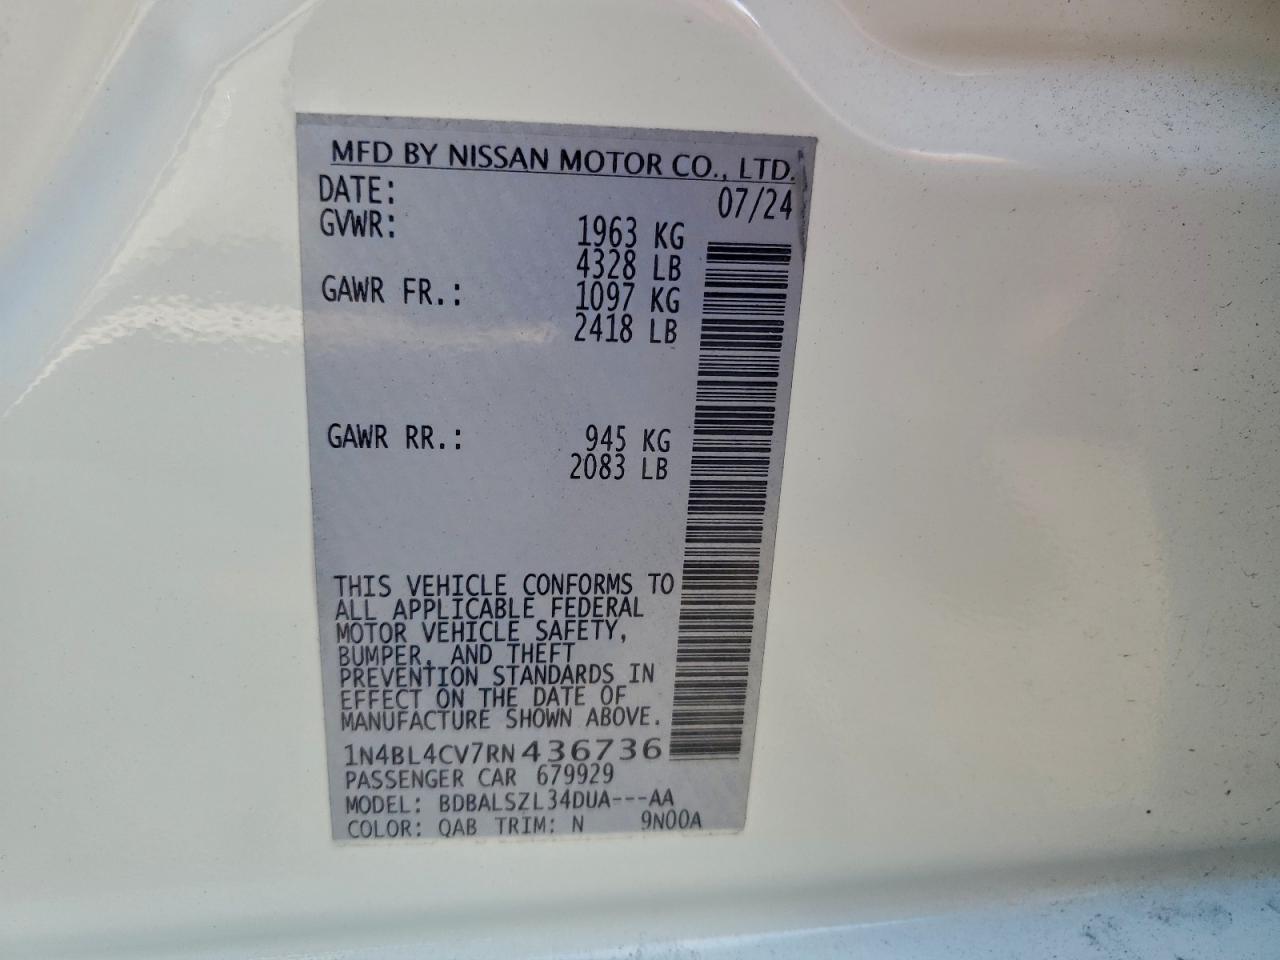 MFD BY NISSAN MOTOR CO., LTD.
DATE: 07/24
GVWR: 1963 KG
4328 LB
GAWR FR.: 1097 KG
2418 LB
GAWR RR.: 945 KG
2083 LB
THIS VEHICLE CONFORMS TO
ALL APPLICABLE FEDERAL
MOTOR VEHICLE SAFETY,
BUMPER, AND THEFT
PREVENTION STANDARDS IN
EFFECT ON THE DATE OF
MANUFACTURE SHOWN ABOVE.
1N4BL4CV7RN436736
PASSENGER CAR 679929
MODEL: BDBALSZL34DUA---AA
COLOR: QAB TRIM: N 9N00A